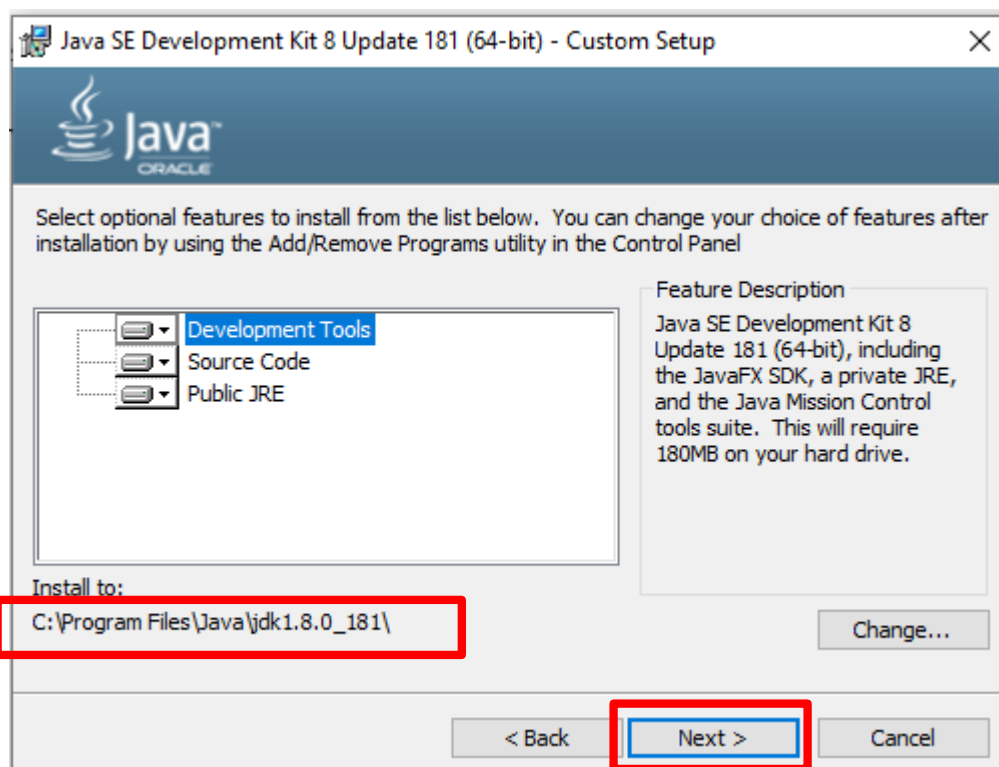 Java SE Development Kit 8 Update 181 (64-bit) - Custom Setup
Java™
ORACLE
Select optional features to install from the list below.  You can change your choice of features after
installation by using the Add/Remove Programs utility in the Control Panel
Development Tools
Source Code
Public JRE
Feature Description
Java SE Development Kit 8
Update 181 (64-bit), including
the JavaFX SDK, a private JRE,
and the Java Mission Control
tools suite.  This will require
180MB on your hard drive.
Install to:
C:\Program Files\Java\jdk1.8.0_181\
Change...
< Back
Next >
Cancel